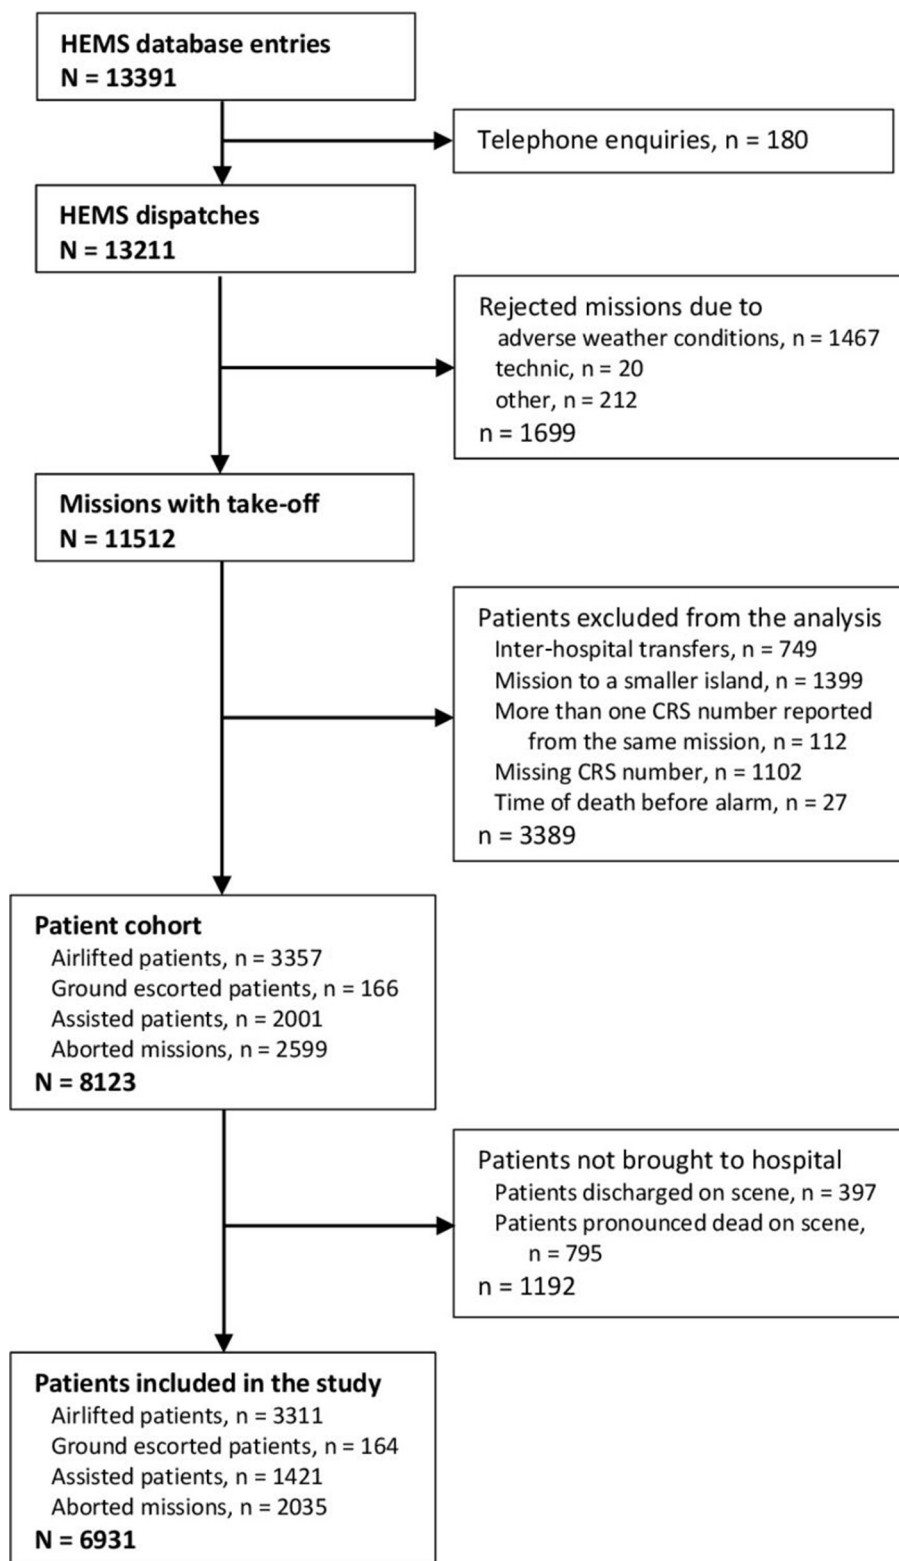 HEMS database entries
N = 13391
Telephone enquiries, n = 180
HEMS dispatches
N = 13211
Rejected missions due to
adverse weather conditions, n = 1467
technic, n = 20
other, n = 212
n = 1699
Missions with take-off
N = 11512
Patients excluded from the analysis
Inter-hospital transfers, n = 749
Mission to a smaller island, n = 1399
More than one CRS number reported
from the same mission, n = 112
Missing CRS number, n = 1102
Time of death before alarm, n = 27
n = 3389
Patient cohort
Airlifted patients, n = 3357
Ground escorted patients, n = 166
Assisted patients, n = 2001
Aborted missions, n = 2599
N = 8123
Patients not brought to hospital
Patients discharged on scene, n = 397
Patients pronounced dead on scene,
n = 795
n = 1192
Patients included in the study
Airlifted patients, n = 3311
Ground escorted patients, n = 164
Assisted patients, n = 1421
Aborted missions, n = 2035
N = 6931